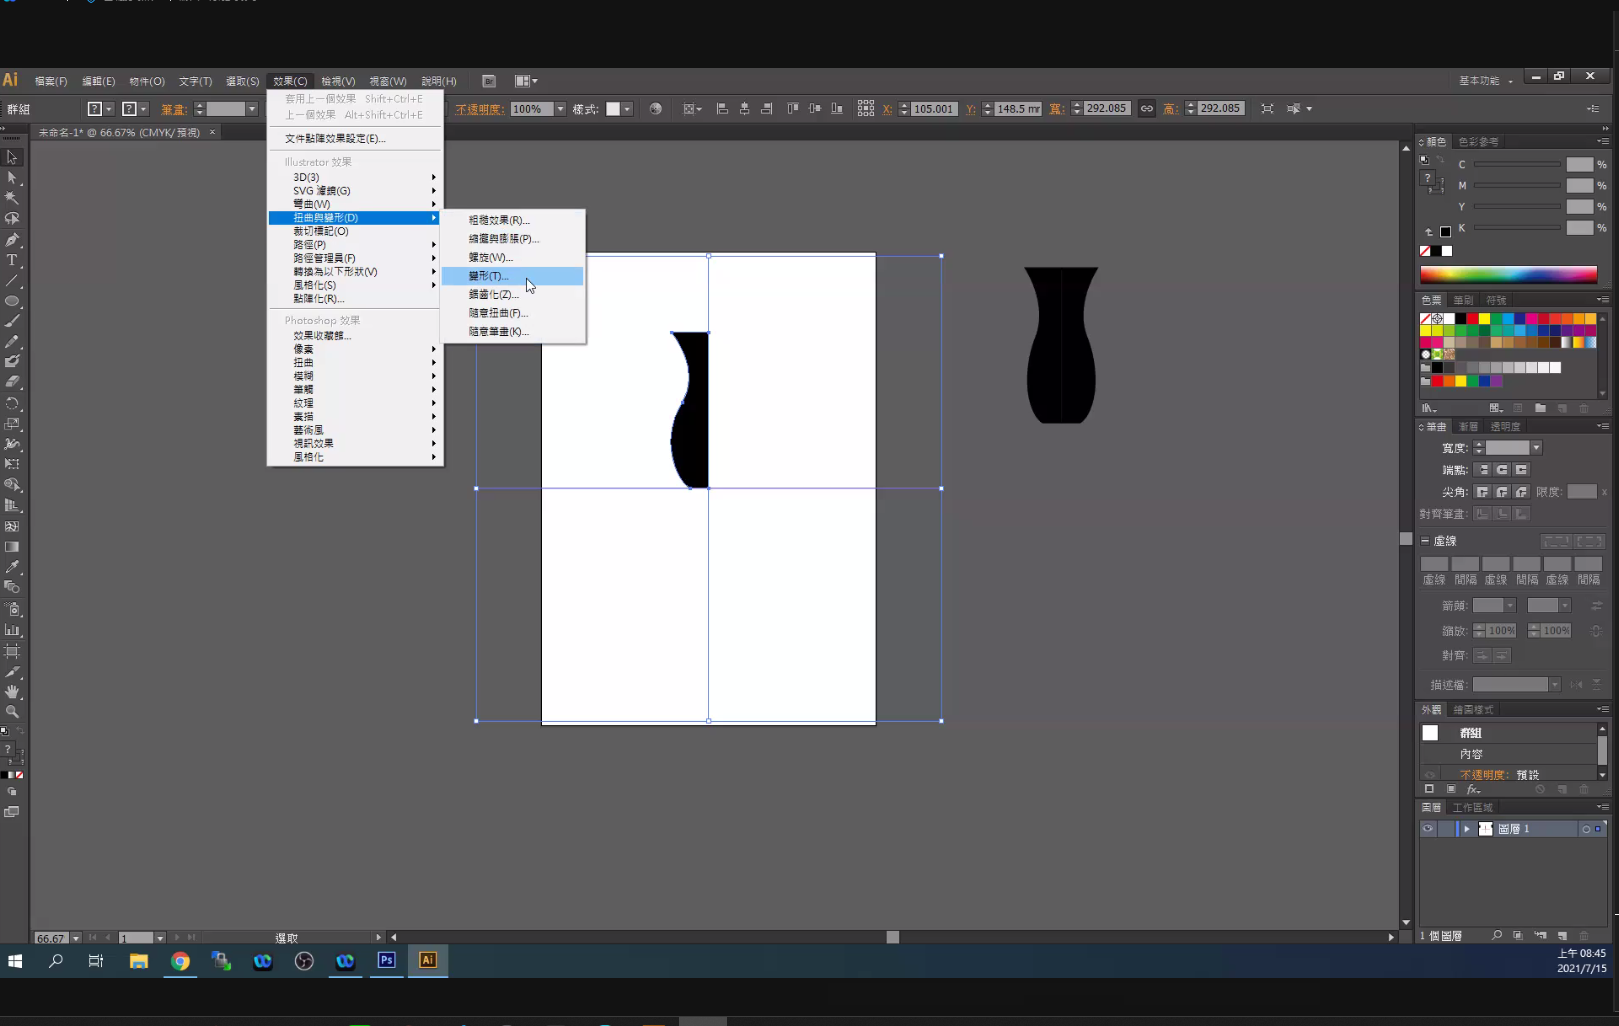 Ai 檔案(F) 編輯(E) 物件(O) 文字(T) 選取(S) 效果(C) 檢視(V) 視窗(W) 說明(H) Br 基本功能
群組 筆畫: 不透明度: 100% 樣式: X: 105.001 Y: 148.5 mm 寬: 292.085 高: 292.085
未命名-1* @ 66.67% (CMYK/預視) ×
套用上一個效果 Shift+Ctrl+E
上一個效果 Alt+Shift+Ctrl+E
文件點陣效果設定(E)...
Illustrator 效果
3D(3)
SVG 濾鏡(G)
彎曲(W)
扭曲與變形(D)
裁切標記(O)
路徑(P)
路徑管理員(F)
轉換為以下形狀(V)
風格化(S)
點陣化(R)...
Photoshop 效果
效果收藏館...
像素
扭曲
模糊
筆觸
紋理
素描
藝術風
視訊效果
風格化
粗糙效果(R)...
縮攏與膨脹(P)...
螺旋(W)...
變形(T)...
鋸齒化(Z)...
隨意扭曲(F)...
隨意筆畫(K)...
顏色 色彩參考
C %
M %
Y %
K %
色票 筆刷 符號
筆畫 漸層 透明度
寬度:
端點:
尖角: 限度: x
對齊筆畫:
虛線
虛線 間隔 虛線 間隔 虛線 間隔
箭頭:
縮放: 100% 100%
對齊:
描述檔:
外觀 繪圖樣式
群組
內容
不透明度: 預設
fx
圖層 工作區域
圖層 1
1 個圖層
66.67 1 選取
Ps Ai
上午 08:45
2021/7/15